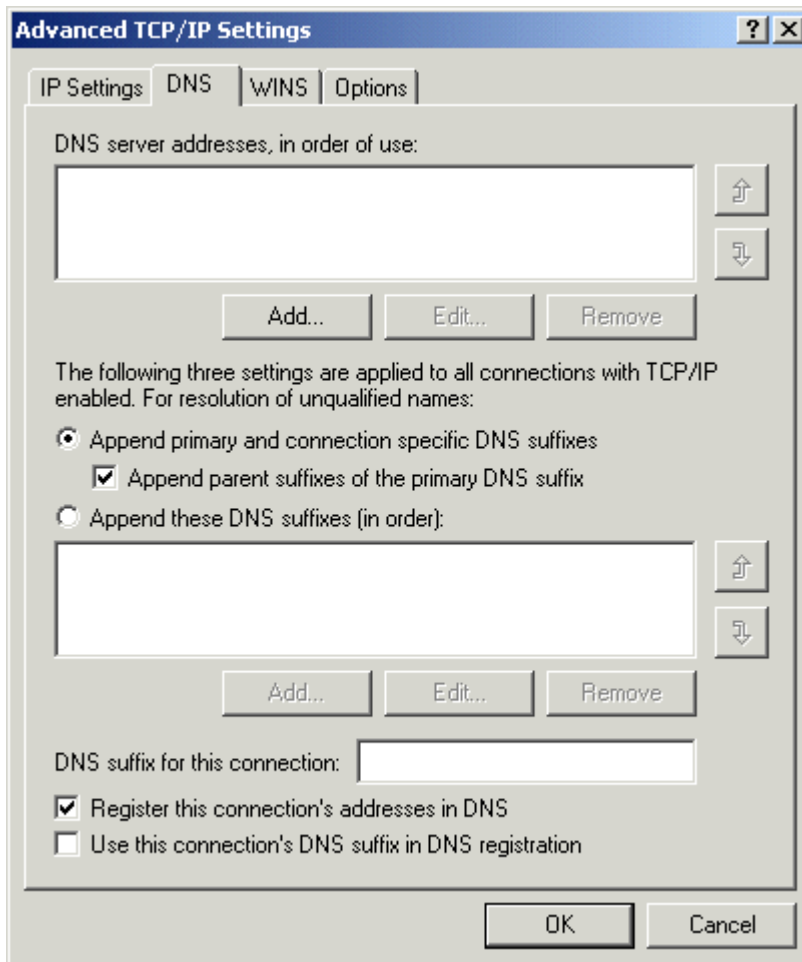 Advanced TCP/IP Settings
IP Settings DNS WINS Options
DNS server addresses, in order of use:
Add... Edit... Remove
The following three settings are applied to all connections with TCP/IP
enabled. For resolution of unqualified names:
Append primary and connection specific DNS suffixes
Append parent suffixes of the primary DNS suffix
Append these DNS suffixes (in order):
Add... Edit... Remove
DNS suffix for this connection:
Register this connection's addresses in DNS
Use this connection's DNS suffix in DNS registration
OK Cancel